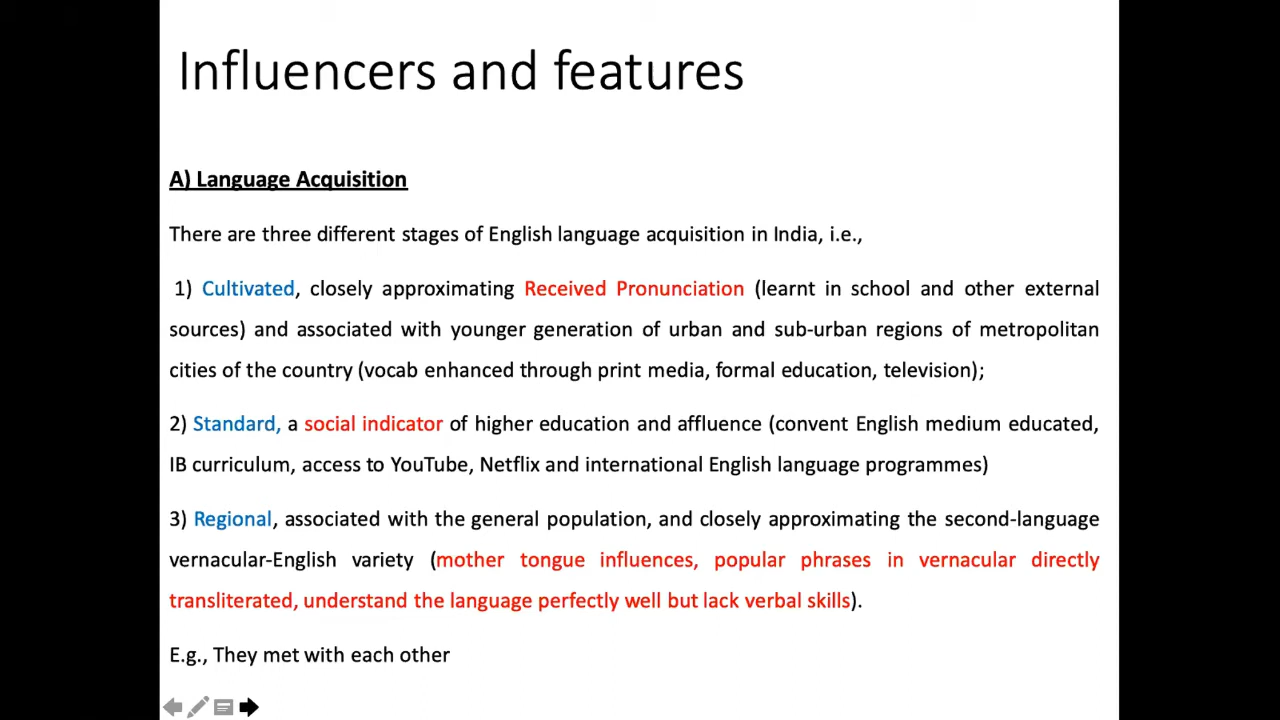 Influencers and features
A) Language Acquisition
There are three different stages of English language acquisition in India, i.e.,
1) Cultivated, closely approximating Received Pronunciation (learnt in school and other external
sources) and associated with younger generation of urban and sub-urban regions of metropolitan
cities of the country (vocab enhanced through print media, formal education, television);
2) Standard, a social indicator of higher education and affluence (convent English medium educated,
IB curriculum, access to YouTube, Netflix and international English language programmes)
3) Regional, associated with the general population, and closely approximating the second-language
vernacular-English variety (mother tongue influences, popular phrases in vernacular directly
transliterated, understand the language perfectly well but lack verbal skills).
E.g., They met with each other